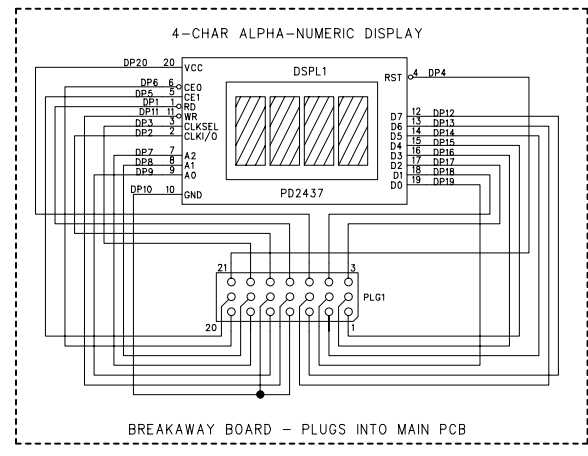 4-CHAR ALPHA-NUMERIC DISPLAY
DSPL1
DP20 20 VCC
DP6 6 CE0
DP5 5 CE1
DP1 1 RD
DP11 11 WR
DP3 3 CLKSEL
DP2 2 CLKI/O
DP7 7 A2
DP8 8 A1
DP9 9 A0
DP10 10 GND
RST 4 DP4
D7 12 DP12
D6 13 DP13
D5 14 DP14
D4 15 DP15
D3 16 DP16
D2 17 DP17
D1 18 DP18
D0 19 DP19
PD2437
21 3
PLG1
20 1
BREAKAWAY BOARD - PLUGS INTO MAIN PCB